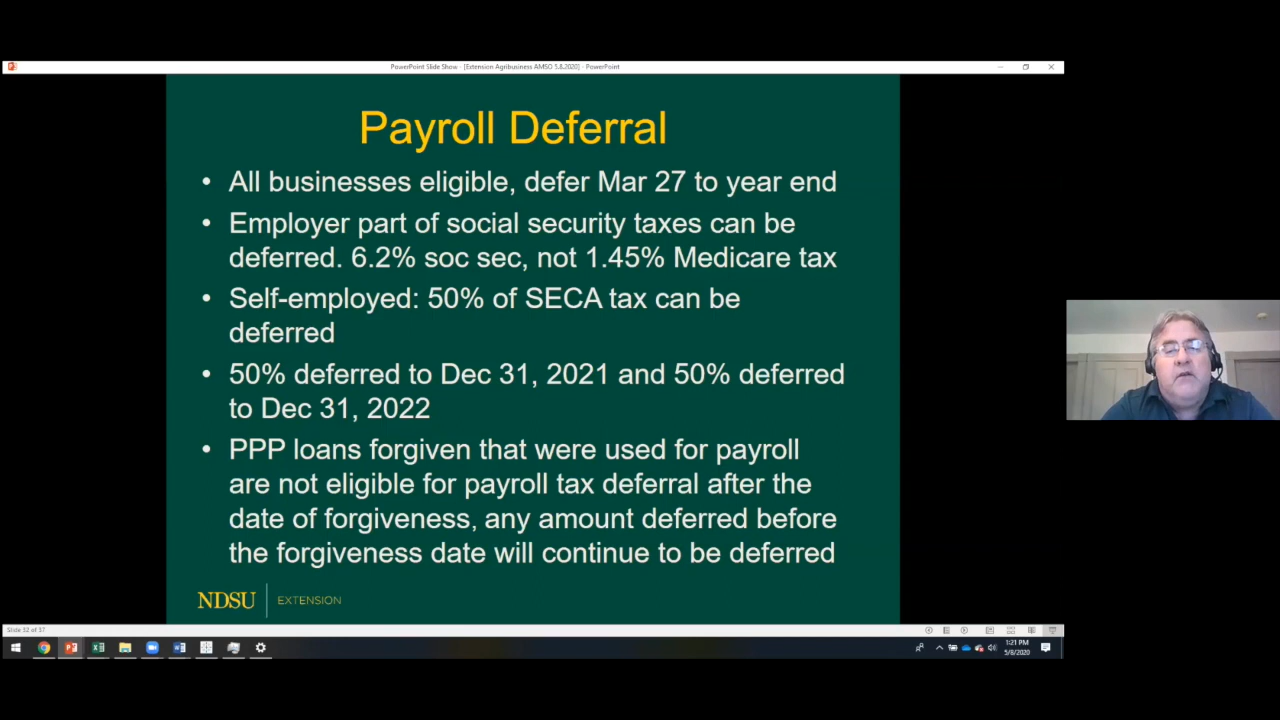 PowerPoint Slide Show - [Extension Agribusiness AMSO 5.8.2020] - PowerPoint
Payroll Deferral
• All businesses eligible, defer Mar 27 to year end
• Employer part of social security taxes can be
deferred. 6.2% soc sec, not 1.45% Medicare tax
• Self-employed: 50% of SECA tax can be
deferred
• 50% deferred to Dec 31, 2021 and 50% deferred
to Dec 31, 2022
• PPP loans forgiven that were used for payroll
are not eligible for payroll tax deferral after the
date of forgiveness, any amount deferred before
the forgiveness date will continue to be deferred
NDSU EXTENSION
Slide 32 of 37
1:21 PM
5/8/2020